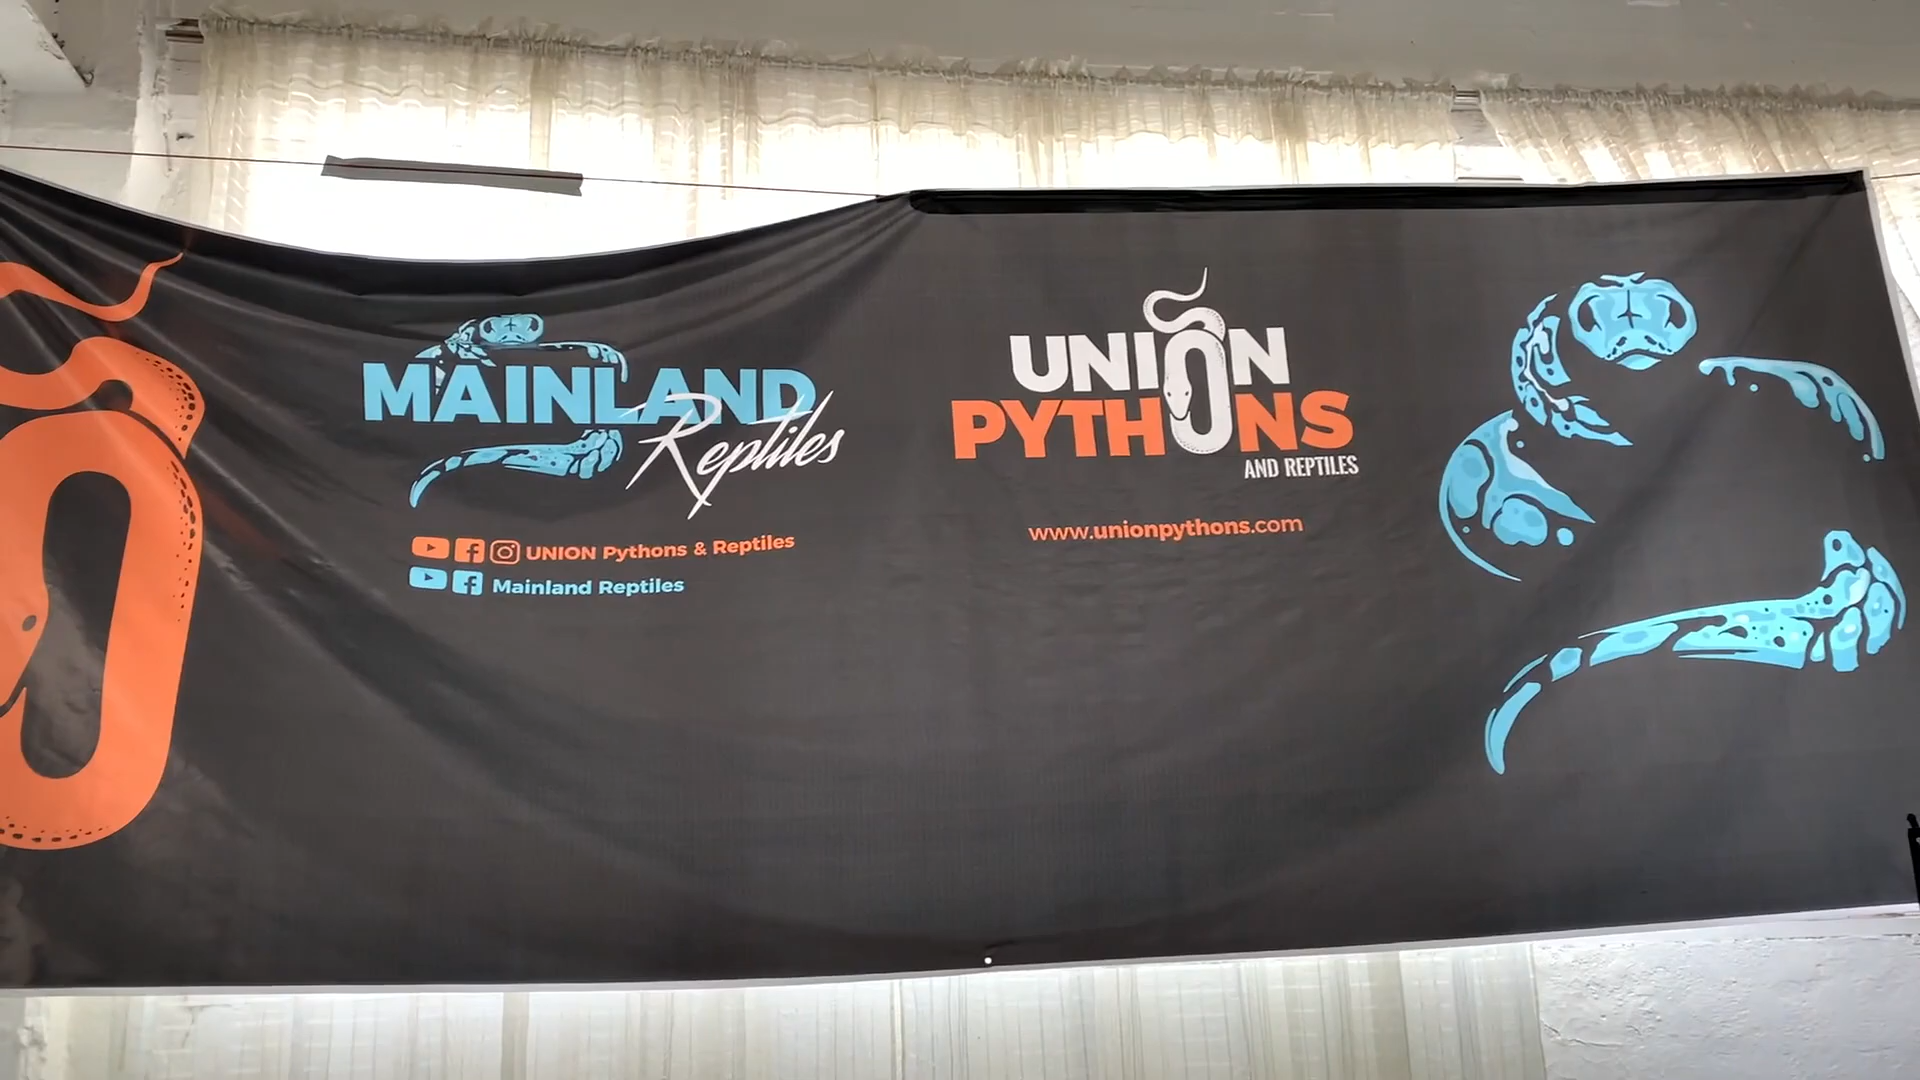 MAINLAND
Reptiles
UNION Pythons & Reptiles
Mainland Reptiles
UNION
PYTHONS
AND REPTILES
www.unionpythons.com